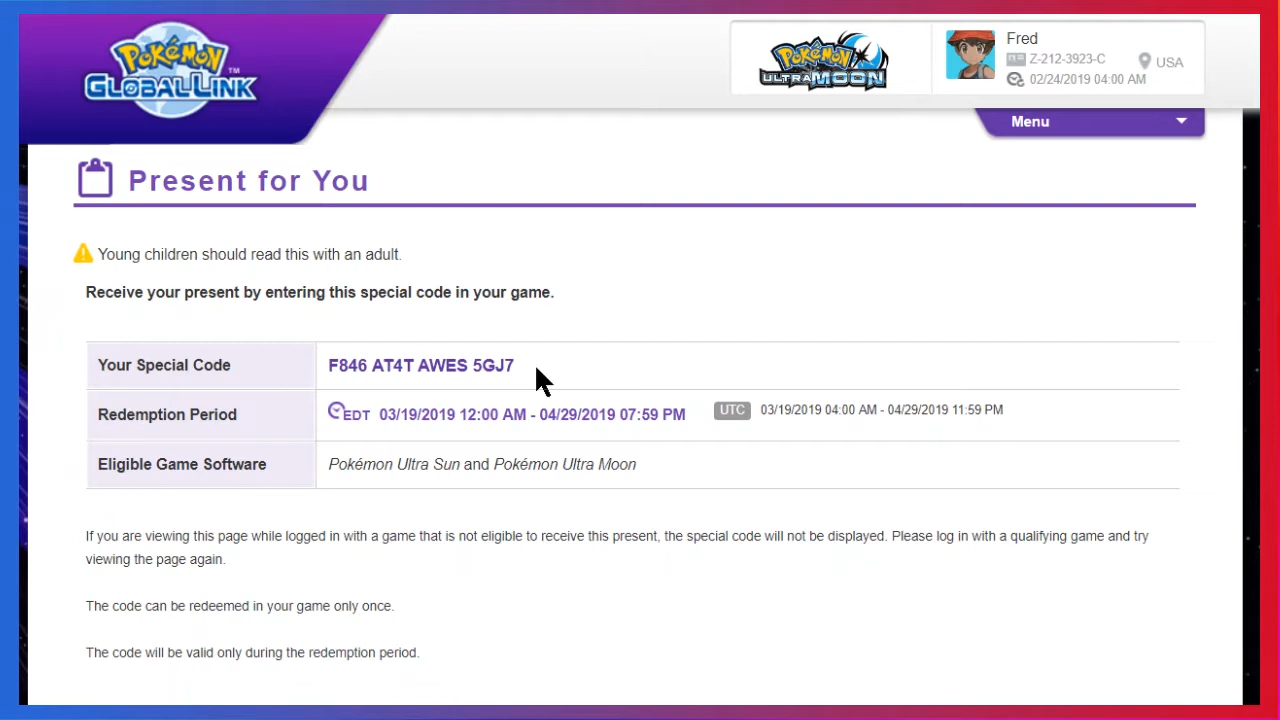 Pokémon
GLOBAL LINK™
Pokémon
ULTRA MOON
Fred
Z-212-3923-C
USA
02/24/2019 04:00 AM
Menu
Present for You
Young children should read this with an adult.
Receive your present by entering this special code in your game.
Your Special Code F846 AT4T AWES 5GJ7
Redemption Period EDT 03/19/2019 12:00 AM - 04/29/2019 07:59 PM UTC 03/19/2019 04:00 AM - 04/29/2019 11:59 PM
Eligible Game Software Pokémon Ultra Sun and Pokémon Ultra Moon
If you are viewing this page while logged in with a game that is not eligible to receive this present, the special code will not be displayed. Please log in with a qualifying game and try
viewing the page again.
The code can be redeemed in your game only once.
The code will be valid only during the redemption period.